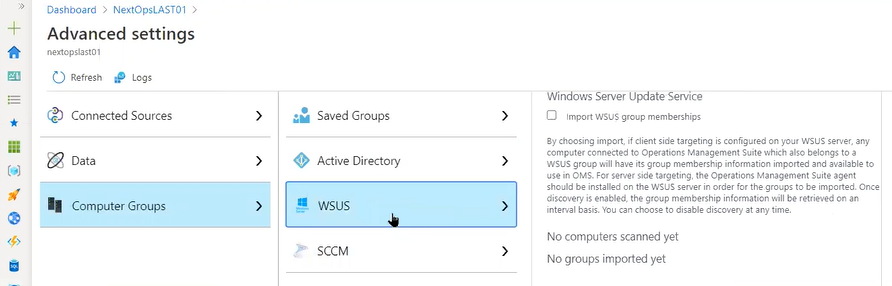 Dashboard > NextOpsLAST01 >
Advanced settings
nextopslast01
Refresh Logs
Connected Sources
Data
Computer Groups
Saved Groups
Active Directory
WSUS
SCCM
Windows Server Update Service
Import WSUS group memberships
By choosing import, if client side targeting is configured on your WSUS server, any
computer connected to Operations Management Suite which also belongs to a
WSUS group will have its group membership information imported and available to
use in OMS. For server side targeting, the Operations Management Suite agent
should be installed on the WSUS server in order for the groups to be imported. Once
discovery is enabled, the group membership information will be retrieved on an
interval basis. You can choose to disable discovery at any time.
No computers scanned yet
No groups imported yet